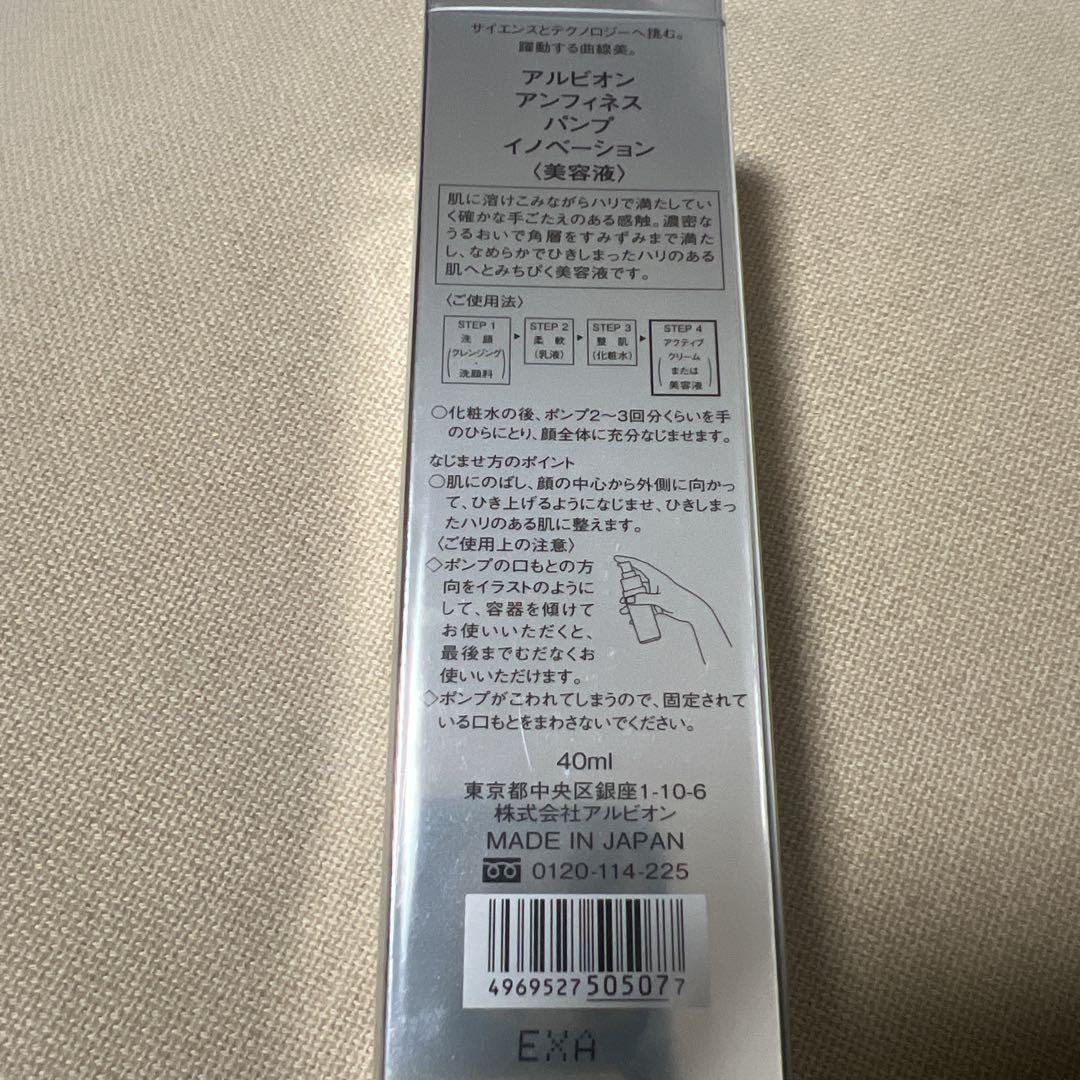 サイエンスとテクノロジーへ挑む。
躍動する曲線美。
アルビオン
アンフィネス
パンプ
イノベーション
〈美容液〉
肌に溶けこみながらハリで満たしてい
く確かな手ごたえのある感触。濃密な
うるおいで角層をすみずみまで満た
し、なめらかでひきしまったハリのある
肌へとみちびく美容液です。
〈ご使用法〉
STEP 1
洗顔
(クレンジング・洗顔料)
STEP 2
柔軟
(乳液)
STEP 3
整肌
(化粧水)
STEP 4
(アクティブ
クリーム
または
美容液)
○化粧水の後、ポンプ2～3回分くらいを手
のひらにとり、顔全体に充分なじませます。
なじませ方のポイント
○肌にのばし、顔の中心から外側に向かっ
て、ひき上げるようになじませ、ひきしまっ
たハリのある肌に整えます。
〈ご使用上の注意〉
◇ポンプの口もとの方
向をイラストのように
して、容器を傾けて
お使いいただくと、
最後までむだなくお
使いいただけます。
◇ポンプがこわれてしまうので、固定されて
いる口もとをまわさないでください。
40ml
東京都中央区銀座1-10-6
株式会社アルビオン
MADE IN JAPAN
0120-114-225
4969527505077
EXA